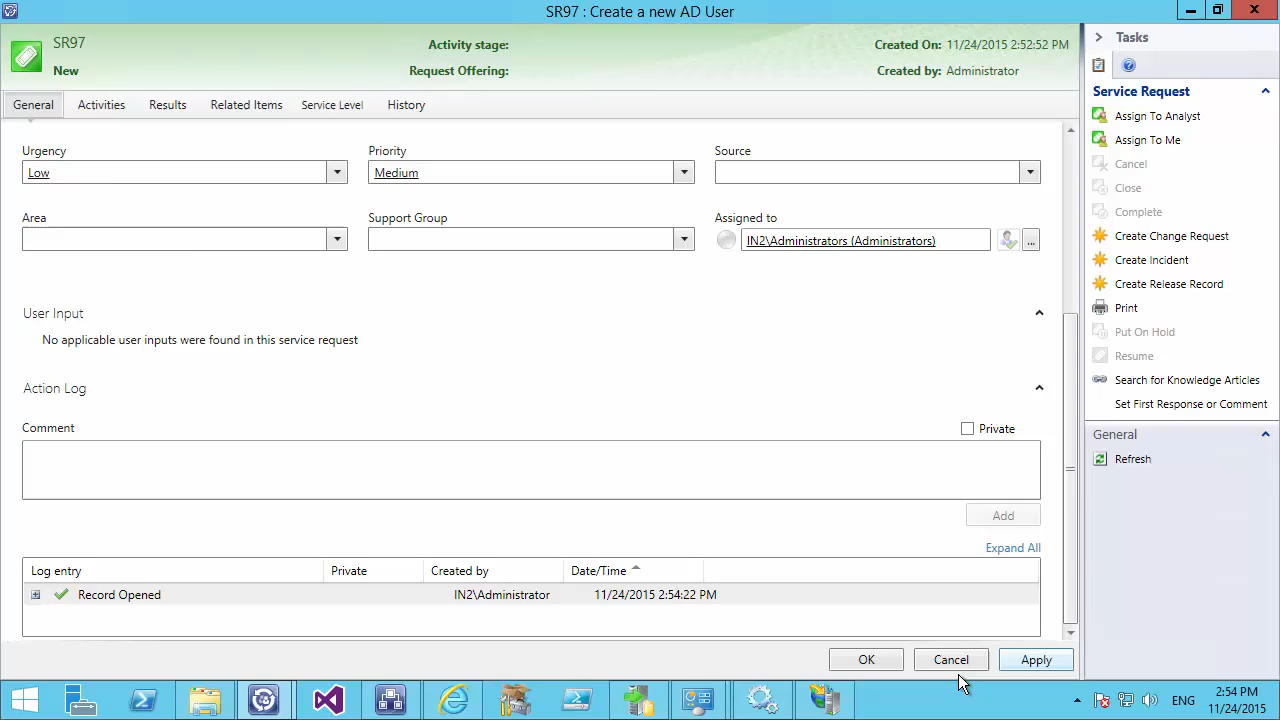 SR97 : Create a new AD User
SR97
New
Activity stage:
Request Offering:
Created On: 11/24/2015 2:52:52 PM
Created by: Administrator
General Activities Results Related Items Service Level History
Urgency Priority Source
Low Medium
Area Support Group Assigned to
IN2\Administrators (Administrators) ...
User Input
No applicable user inputs were found in this service request
Action Log
Comment Private
Add
Expand All
Log entry Private Created by Date/Time
Record Opened IN2\Administrator 11/24/2015 2:54:22 PM
OK Cancel Apply
Tasks
Service Request
Assign To Analyst
Assign To Me
Cancel
Close
Complete
Create Change Request
Create Incident
Create Release Record
Print
Put On Hold
Resume
Search for Knowledge Articles
Set First Response or Comment
General
Refresh
ENG
2:54 PM
11/24/2015